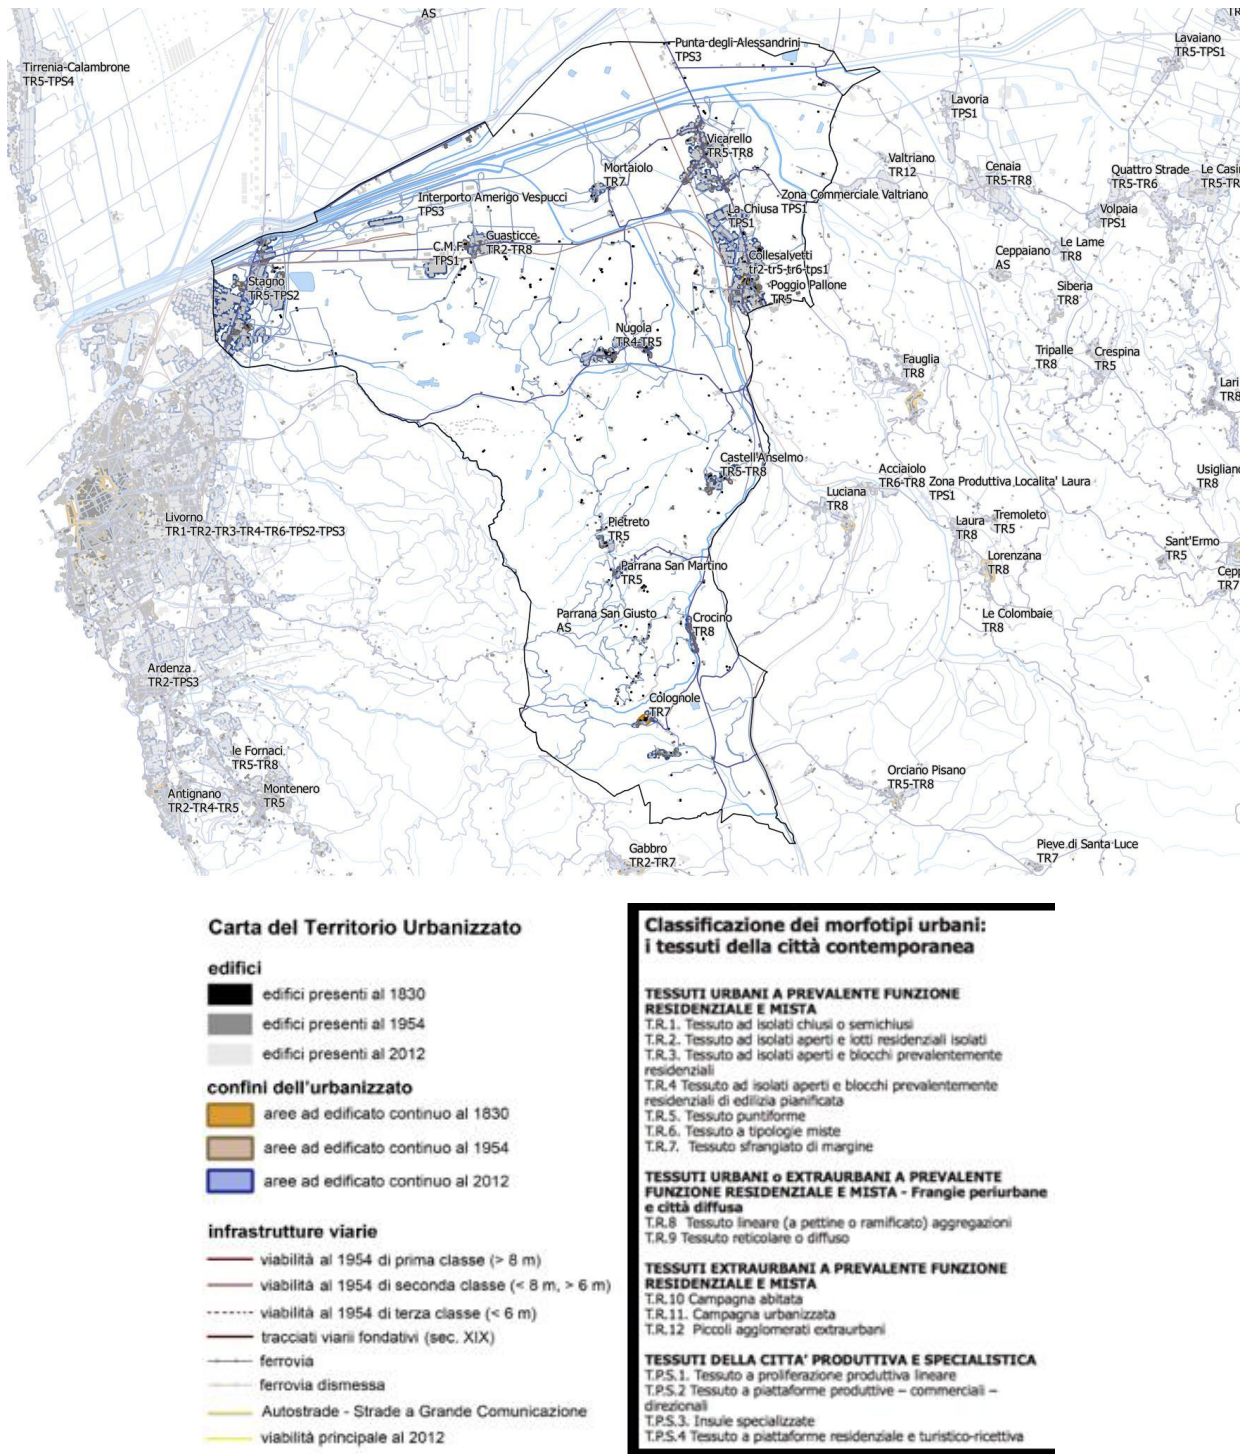 AS
TR
Tirrenia-Calambrone
TR5-TPS4
Punta-degli-Alessandrini
TPS3
Lavaiano
TR5-TPS1
Lavoria
TPS1
Vicarello
TR5-TR8
Valtriano
TR12
Cenaia
TR5-TR8
Quattro Strade
TR5-TR6
Le Casi
TR5-TR
Mortaiolo
TR7
Zona Commerciale Valtriano
TPS1
Interporto Amerigo Vespucci
TPS3
La Chiusa
TPS1
Volpaia
TPS1
Guasticce
TR2-TR8
C.M.F.
TPS1
Ceppaiano
AS
Le Lame
TR8
Collesalvetti
tr2-tr5-tr6-tps1
Poggio Pallone
TR5
Stagno
TR5-TPS2
Siberia
TR8
Nugola
TR4-TR5
Fauglia
TR8
Tripalle
TR8
Crespina
TR5
Lari
TR8
Castell'Anselmo
TR5-TR8
Acciaiolo
TR6-TR8
Zona Produttiva Localita' Laura
TPS1
Usigliano
TR8
Luciana
TR8
Livorno
TR1-TR2-TR3-TR4-TR6-TPS2-TPS3
Pietreto
TR5
Laura
TR8
Tremoleto
TR5
Sant'Ermo
TR5
Lorenzana
TR8
Parrana San Martino
TR5
Cepp
TR7
Parrana San Giusto
AS
Crocino
TR8
Le Colombaie
TR8
Ardenza
TR2-TPS3
Colognole
TR7
le Fornaci
TR5-TR8
Antignano
TR2-TR4-TR5
Montenero
TR5
Orciano Pisano
TR5-TR8
Gabbro
TR2-TR7
Pieve di Santa Luce
TR7
Carta del Territorio Urbanizzato
edifici
edifici presenti al 1830
edifici presenti al 1954
edifici presenti al 2012
confini dell'urbanizzato
aree ad edificato continuo al 1830
aree ad edificato continuo al 1954
aree ad edificato continuo al 2012
infrastrutture viarie
viabilità al 1954 di prima classe (> 8 m)
viabilità al 1954 di seconda classe (< 8 m, > 6 m)
viabilità al 1954 di terza classe (< 6 m)
tracciati viarii fondativi (sec. XIX)
ferrovia
ferrovia dismessa
Autostrade - Strade a Grande Comunicazione
viabilità principale al 2012
Classificazione dei morfotipi urbani:
i tessuti della città contemporanea
TESSUTI URBANI A PREVALENTE FUNZIONE
RESIDENZIALE E MISTA
T.R.1. Tessuto ad isolati chiusi o semichiusi
T.R.2. Tessuto ad isolati aperti e lotti residenziali isolati
T.R.3. Tessuto ad isolati aperti e blocchi prevalentemente
residenziali
T.R.4 Tessuto ad isolati aperti e blocchi prevalentemente
residenziali di edilizia pianificata
T.R.5. Tessuto puntiforme
T.R.6. Tessuto a tipologie miste
T.R.7. Tessuto sfrangiato di margine
TESSUTI URBANI o EXTRAURBANI A PREVALENTE
FUNZIONE RESIDENZIALE E MISTA - Frangie periurbane
e città diffusa
T.R.8 Tessuto lineare (a pettine o ramificato) aggregazioni
T.R.9 Tessuto reticolare o diffuso
TESSUTI EXTRAURBANI A PREVALENTE FUNZIONE
RESIDENZIALE E MISTA
T.R.10 Campagna abitata
T.R.11. Campagna urbanizzata
T.R.12 Piccoli agglomerati extraurbani
TESSUTI DELLA CITTA' PRODUTTIVA E SPECIALISTICA
T.P.S.1. Tessuto a proliferazione produttiva lineare
T.P.S.2 Tessuto a piattaforme produttive – commerciali –
direzionali
T.P.S.3. Insule specializzate
T.P.S.4 Tessuto a piattaforme residenziale e turistico-ricettiva